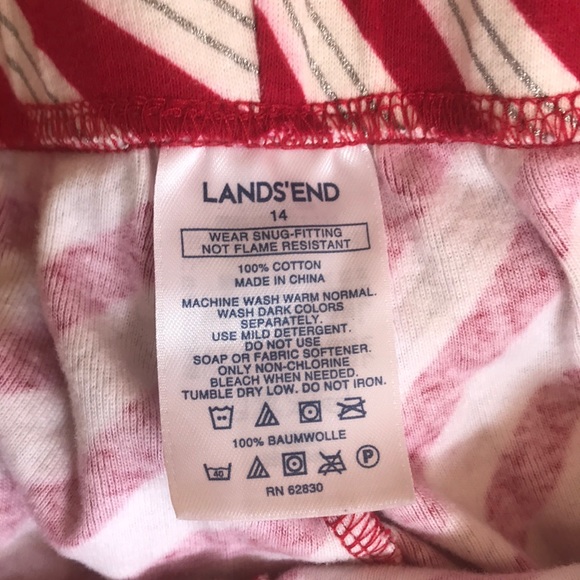 LANDS'END
14
WEAR SNUG-FITTING
NOT FLAME RESISTANT
100% COTTON
MADE IN CHINA
MACHINE WASH WARM NORMAL.
WASH DARK COLORS
SEPARATELY.
USE MILD DETERGENT.
DO NOT USE
SOAP OR FABRIC SOFTENER.
ONLY NON-CHLORINE
BLEACH WHEN NEEDED.
TUMBLE DRY LOW. DO NOT IRON.
100% BAUMWOLLE
40 P
RN 62830